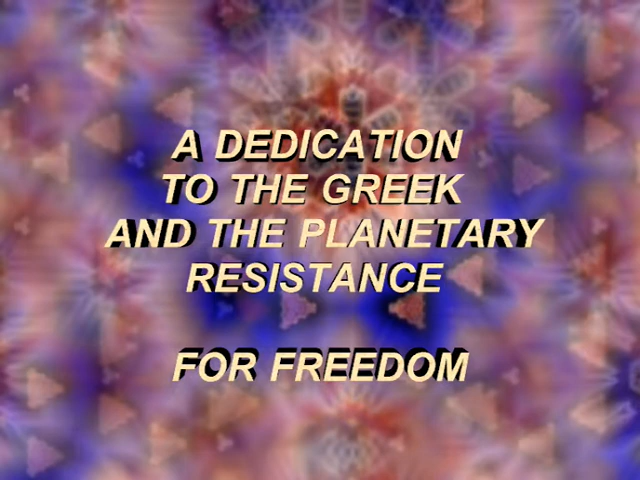 A DEDICATION
TO THE GREEK
AND THE PLANETARY
RESISTANCE
FOR FREEDOM